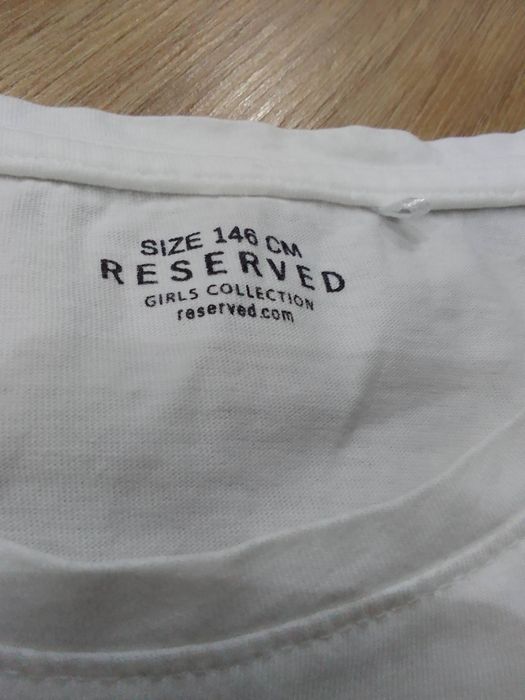 SIZE 146 CM
RESERVED
GIRLS COLLECTION
reserved.com